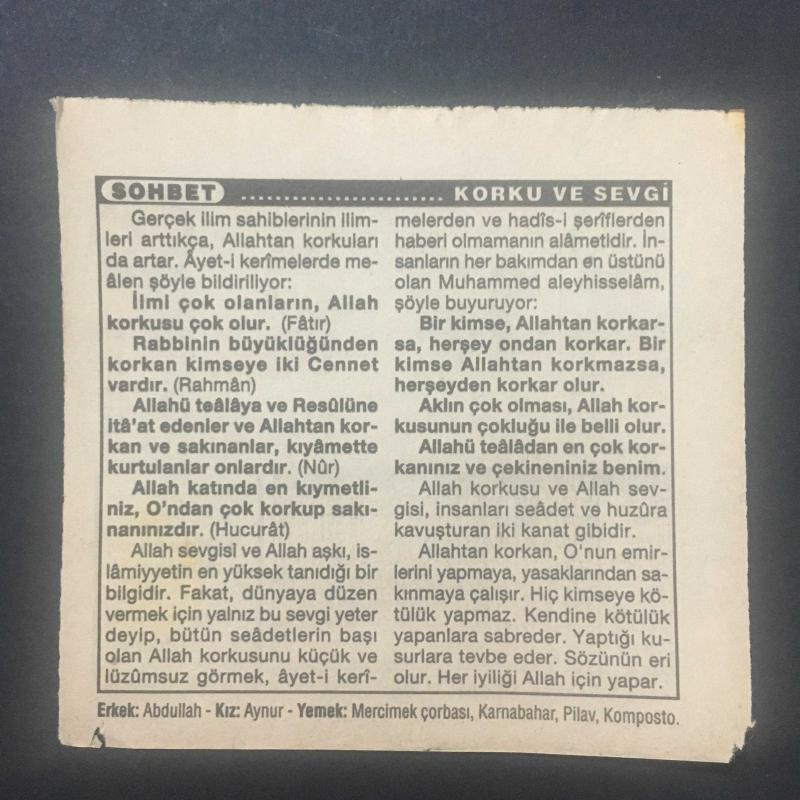 SOHBET ........................ KORKU VE SEVGİ
Gerçek ilim sahiblerinin ilim-
leri arttıkça, Allahtan korkuları
da artar. Âyet-i kerîmelerde me-
âlen şöyle bildiriliyor:
İlmi çok olanların, Allah
korkusu çok olur. (Fâtır)
Rabbinin büyüklüğünden
korkan kimseye iki Cennet
vardır. (Rahmân)
Allahü teâlâya ve Resûlüne
itâ'at edenler ve Allahtan kor-
kan ve sakınanlar, kıyâmette
kurtulanlar onlardır. (Nûr)
Allah katında en kıymetli-
niz, O'ndan çok korkup sakı-
nanınızdır. (Hucurât)
Allah sevgisi ve Allah aşkı, is-
lâmiyyetin en yüksek tanıdığı bir
bilgidir. Fakat, dünyaya düzen
vermek için yalnız bu sevgi yeter
deyip, bütün seâdetlerin başı
olan Allah korkusunu küçük ve
lüzûmsuz görmek, âyet-i kerî-
melerden ve hadîs-i şerîflerden
haberi olmamanın alâmetidir. İn-
sanların her bakımdan en üstünü
olan Muhammed aleyhisselâm,
şöyle buyuruyor:
Bir kimse, Allahtan korkar-
sa, herşey ondan korkar. Bir
kimse Allahtan korkmazsa,
herşeyden korkar olur.
Aklın çok olması, Allah kor-
kusunun çokluğu ile belli olur.
Allahü teâlâdan en çok kor-
kanınız ve çekineniniz benim.
Allah korkusu ve Allah sev-
gisi, insanları seâdet ve huzûra
kavuşturan iki kanat gibidir.
Allahtan korkan, O'nun emir-
lerini yapmaya, yasaklarından sa-
kınmaya çalışır. Hiç kimseye kö-
tülük yapmaz. Kendine kötülük
yapanlara sabreder. Yaptığı ku-
surlara tevbe eder. Sözünün eri
olur. Her iyiliği Allah için yapar.
Erkek: Abdullah - Kız: Aynur - Yemek: Mercimek çorbası, Karnabahar, Pilav, Komposto.